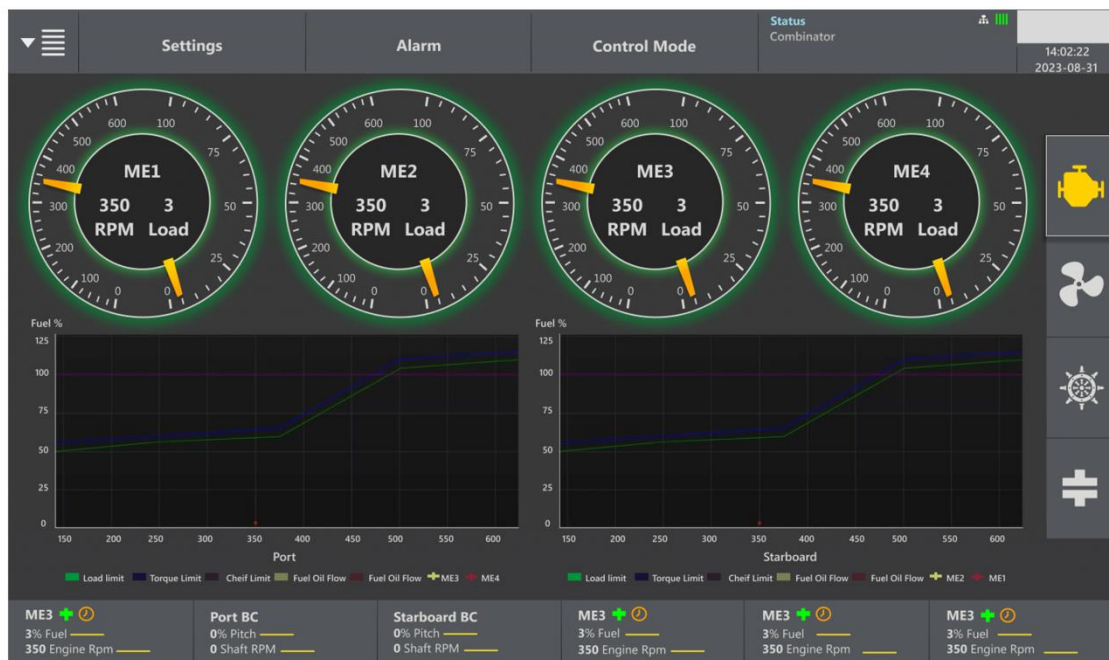 Settings
Alarm
Control Mode
Status
Combinator
14:02:22
2023-08-31
600 100
500 75
400
ME1
350 3
RPM Load
300 50
200 25
100 0 0
600 100
500 75
400
ME2
350 3
RPM Load
300 50
200 25
100 0 0
600 100
500 75
400
ME3
350 3
RPM Load
300 50
200 25
100 0 0
600 100
500 75
400
ME4
350 3
RPM Load
300 50
200 25
100 0 0
Fuel %
125
100
75
50
25
0
150 200 250 300 350 400 450 500 550 600
Port
Load limit Torque Limit Cheif Limit Fuel Oil Flow Fuel Oil Flow ME3 ME4
Fuel %
125
100
75
50
25
0
150 200 250 300 350 400 450 500 550 600
Starboard
Load limit Torque Limit Cheif Limit Fuel Oil Flow Fuel Oil Flow ME2 ME1
ME3
3% Fuel
350 Engine Rpm
Port BC
0% Pitch
0 Shaft RPM
Starboard BC
0% Pitch
0 Shaft RPM
ME3
3% Fuel
350 Engine Rpm
ME3
3% Fuel
350 Engine Rpm
ME3
3% Fuel
350 Engine Rpm